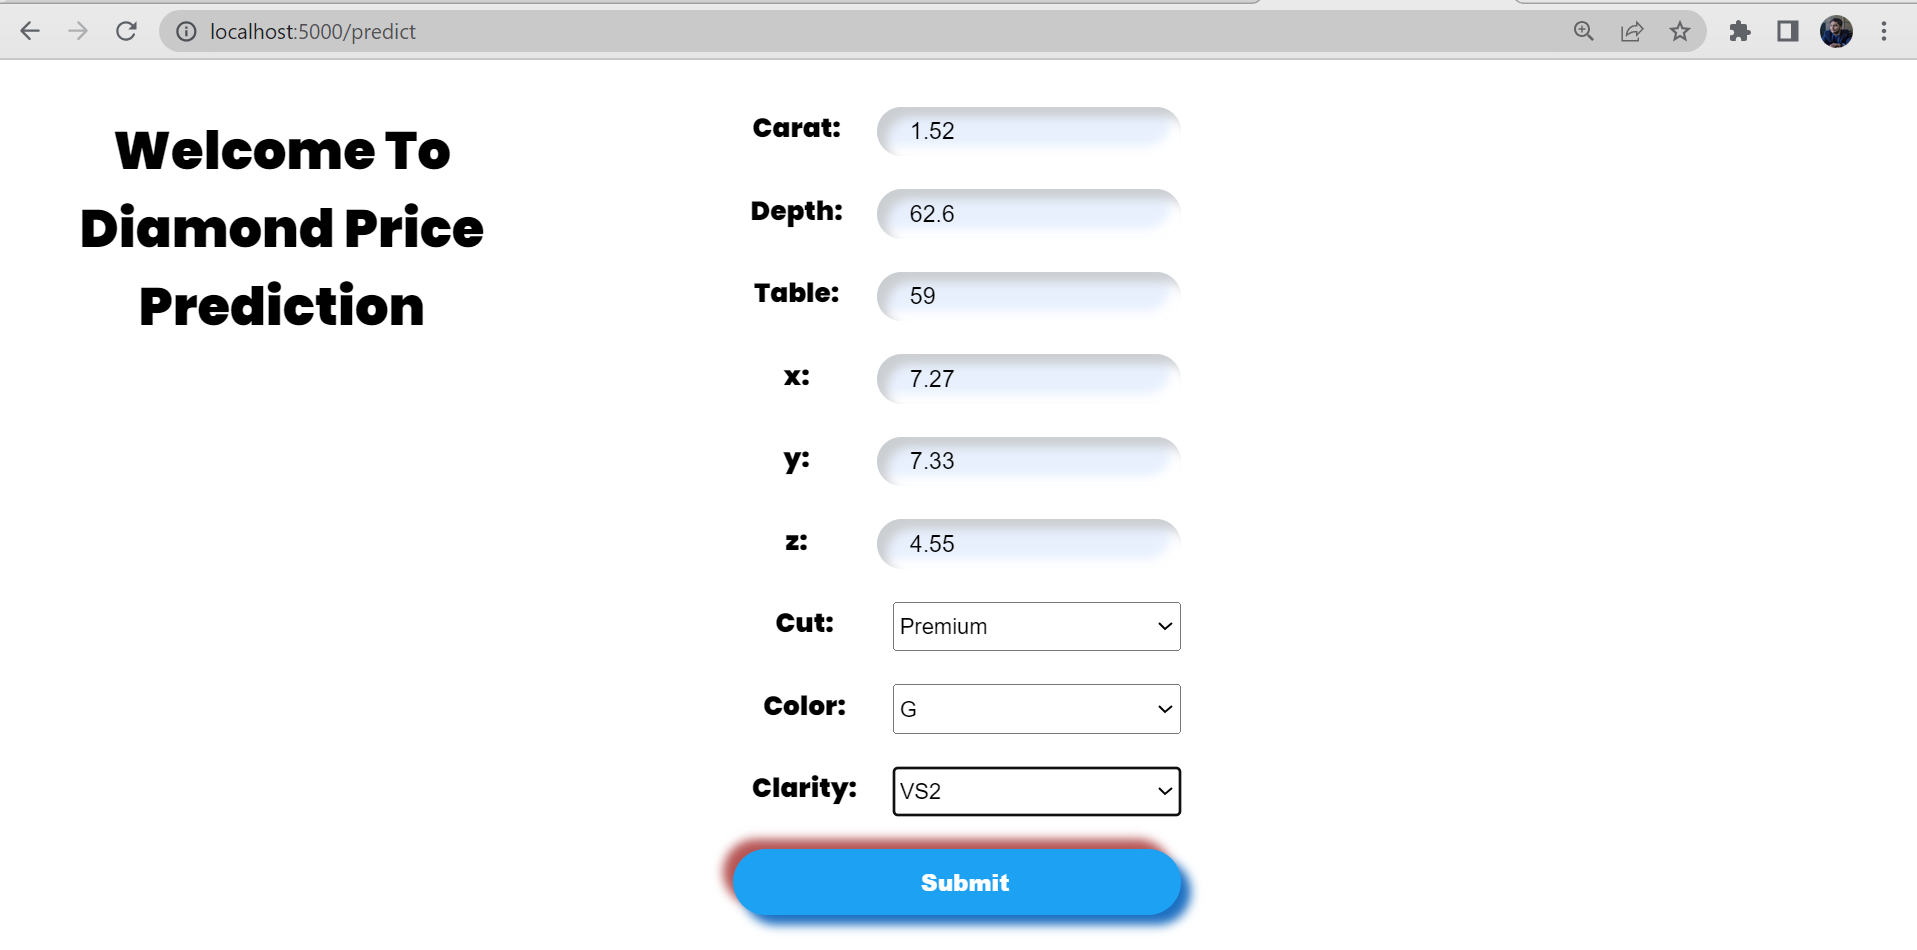 localhost:5000/predict
Welcome To
Diamond Price
Prediction
Carat: 1.52
Depth: 62.6
Table: 59
x: 7.27
y: 7.33
z: 4.55
Cut: Premium
Color: G
Clarity: VS2
Submit